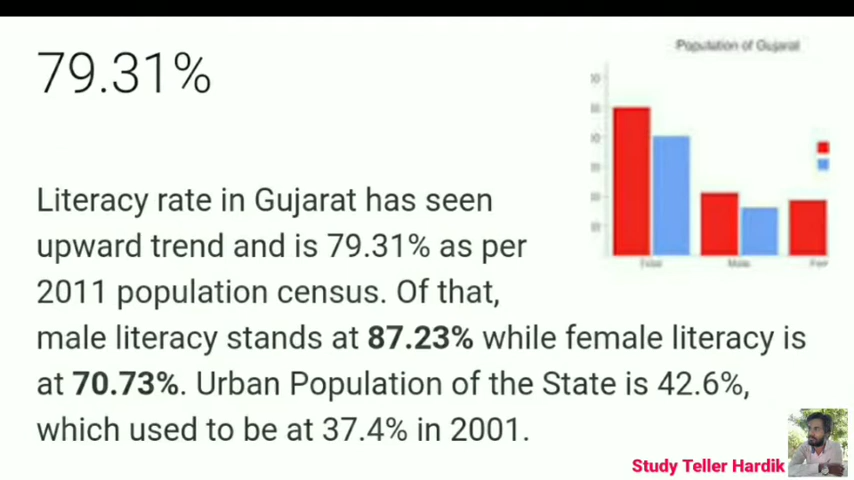 79.31%
Population of Gujarat
Literacy rate in Gujarat has seen
upward trend and is 79.31% as per
2011 population census. Of that,
male literacy stands at 87.23% while female literacy is
at 70.73%. Urban Population of the State is 42.6%,
which used to be at 37.4% in 2001.
Study Teller Hardik